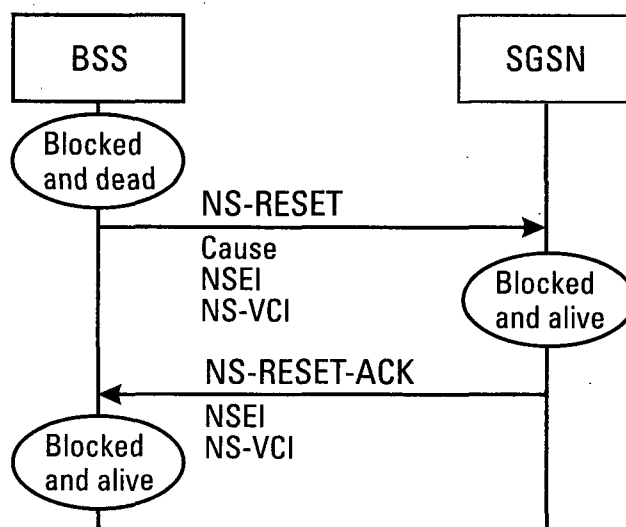 BSS
SGSN
Blocked
and dead
NS-RESET
Cause
NSEI
NS-VCI
Blocked
and alive
NS-RESET-ACK
NSEI
NS-VCI
Blocked
and alive